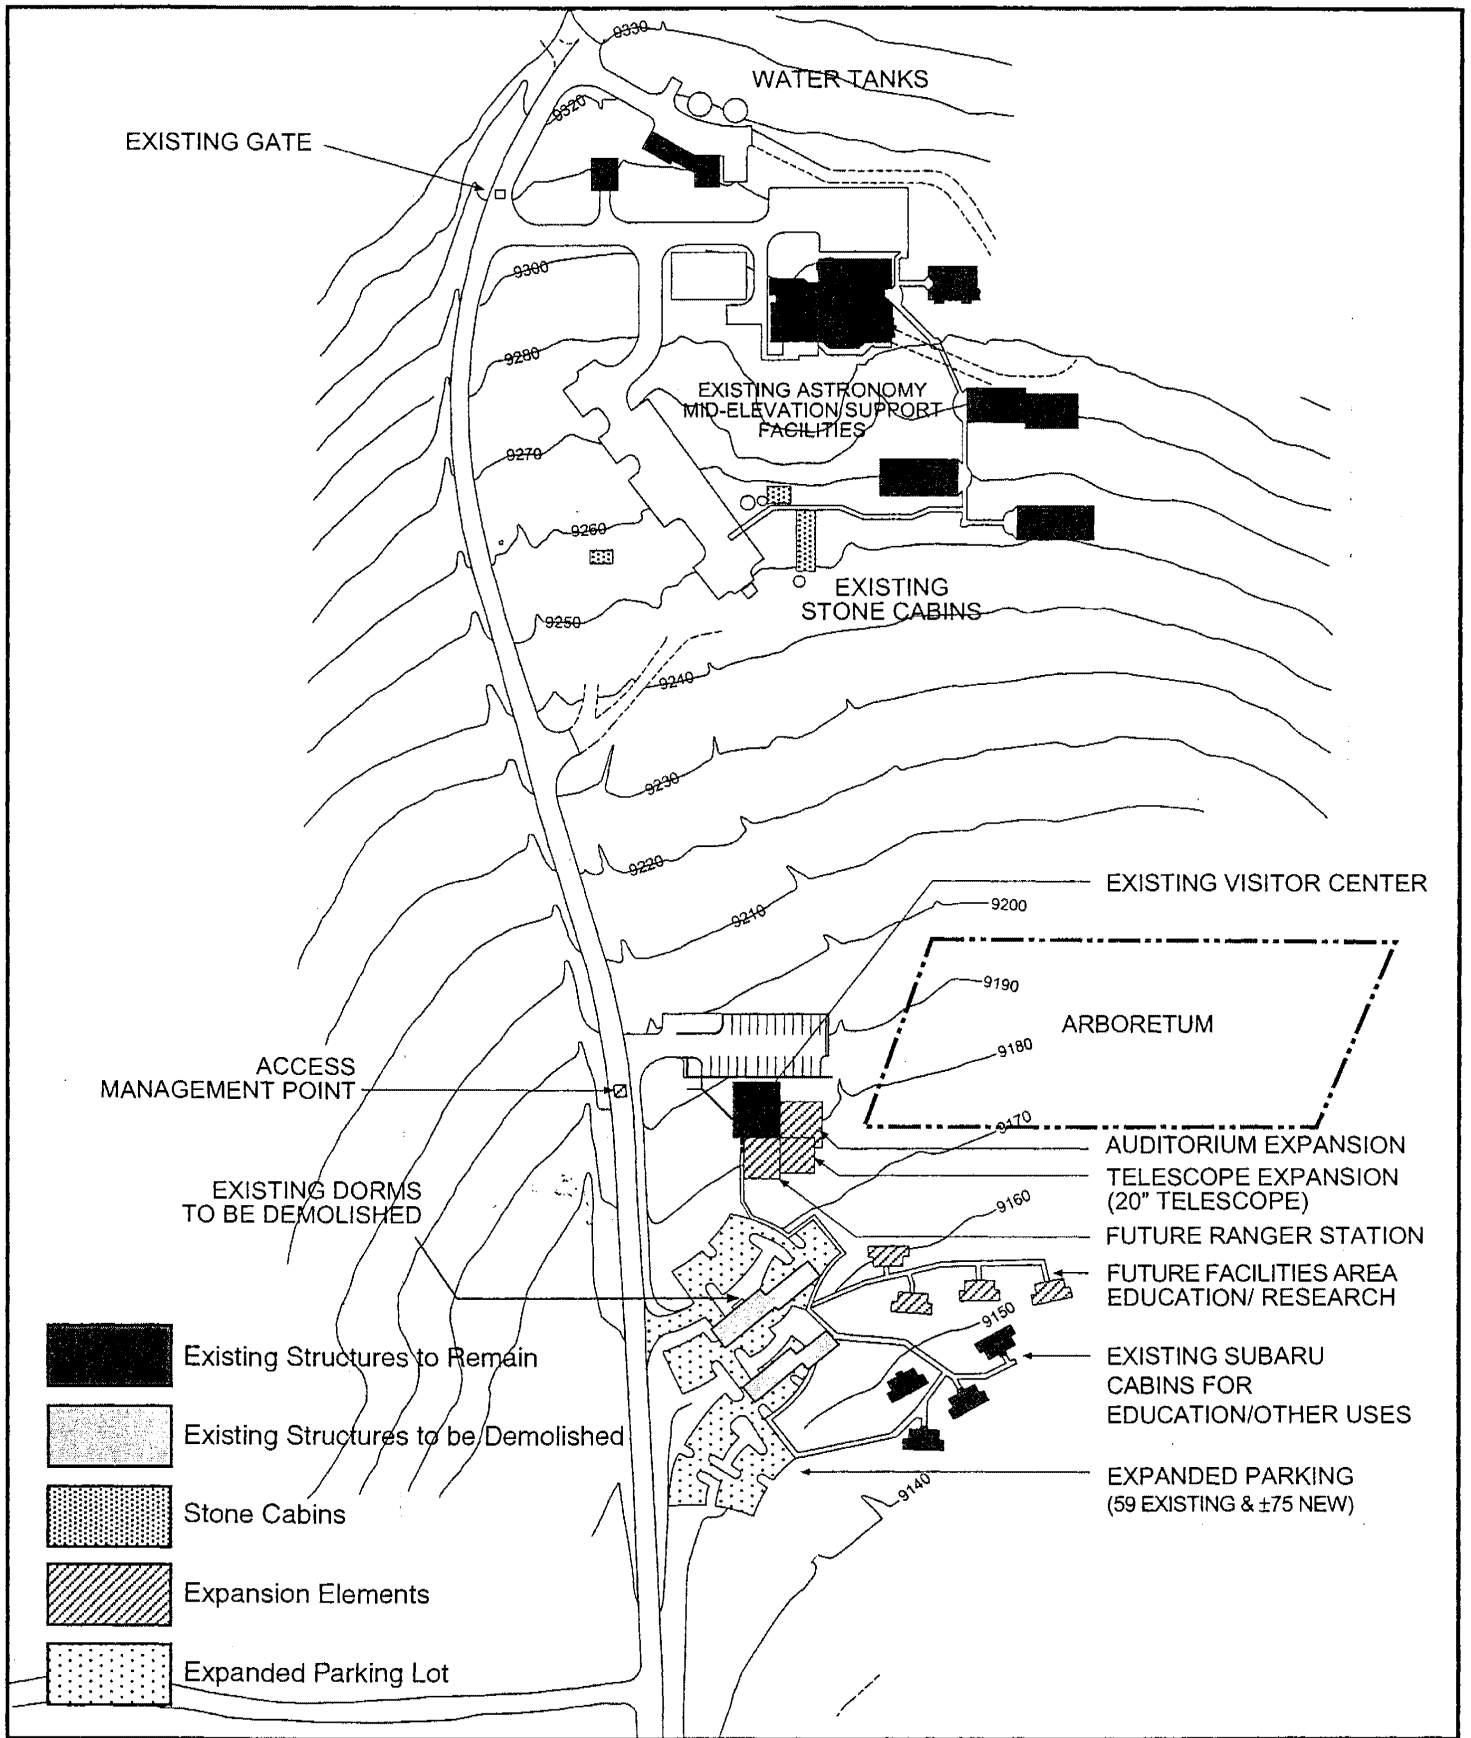 9330
WATER TANKS
9320
EXISTING GATE
9300
9280
EXISTING ASTRONOMY
MID-ELEVATION SUPPORT
FACILITIES
9270
9260
EXISTING
STONE CABINS
9250
9240
9230
9220
EXISTING VISITOR CENTER
9210
9200
9190
ARBORETUM
9180
ACCESS
MANAGEMENT POINT
9170
AUDITORIUM EXPANSION
TELESCOPE EXPANSION
(20" TELESCOPE)
EXISTING DORMS
TO BE DEMOLISHED
9160
FUTURE RANGER STATION
FUTURE FACILITIES AREA
EDUCATION/ RESEARCH
9150
EXISTING SUBARU
CABINS FOR
EDUCATION/OTHER USES
EXPANDED PARKING
(59 EXISTING & ±75 NEW)
9140
Existing Structures to Remain
Existing Structures to be Demolished
Stone Cabins
Expansion Elements
Expanded Parking Lot